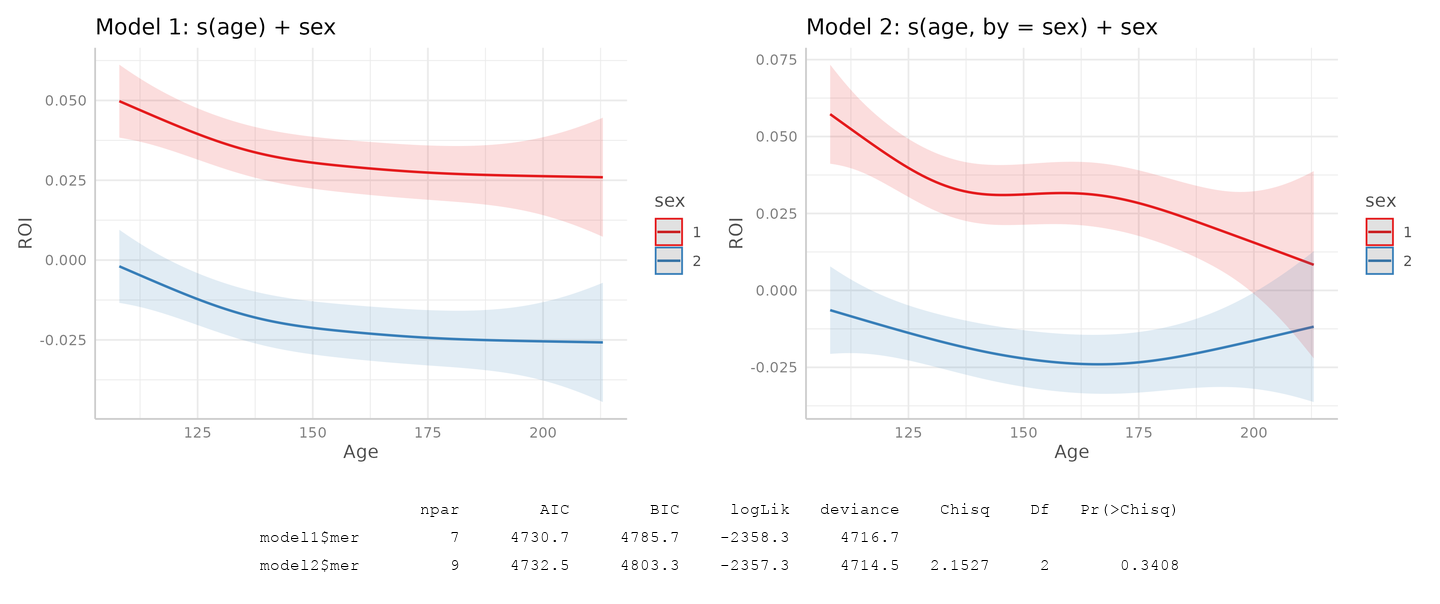 Model 1: s(age) + sex
0.050
0.025
0.000
-0.025
ROI
125 150 175 200
Age
sex
1
2
Model 2: s(age, by = sex) + sex
0.075
0.050
0.025
0.000
-0.025
ROI
125 150 175 200
Age
sex
1
2
npar AIC BIC logLik deviance Chisq Df Pr(>Chisq)
model1$mer 7 4730.7 4785.7 -2358.3 4716.7
model2$mer 9 4732.5 4803.3 -2357.3 4714.5 2.1527 2 0.3408